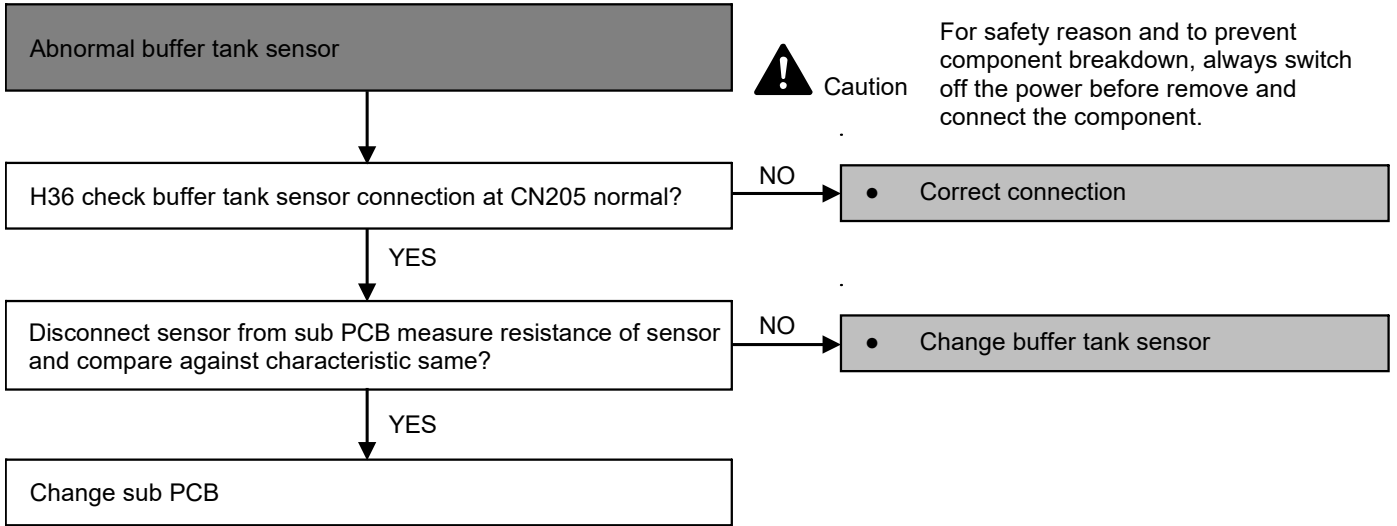 Abnormal buffer tank sensor
Caution
For safety reason and to prevent
component breakdown, always switch
off the power before remove and
connect the component.
H36 check buffer tank sensor connection at CN205 normal?
NO
● Correct connection
YES
Disconnect sensor from sub PCB measure resistance of sensor
and compare against characteristic same?
NO
● Change buffer tank sensor
YES
Change sub PCB